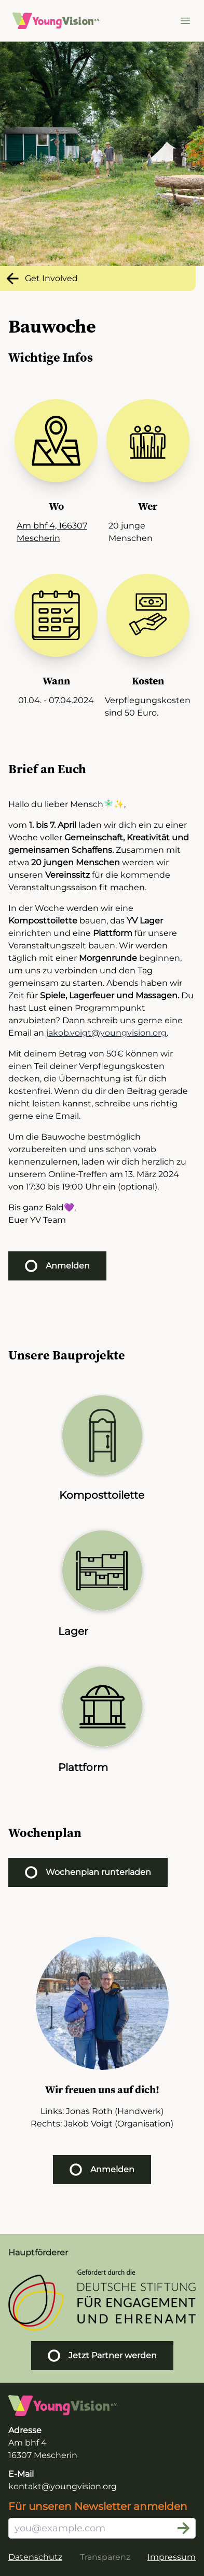 YoungVision e.V.
Get Involved
Bauwoche
Wichtige Infos
Wo
Am bhf 4, 166307
Mescherin
Wer
20 junge
Menschen
Wann
01.04. - 07.04.2024
Kosten
Verpflegungskosten
sind 50 Euro.
Brief an Euch
Hallo du lieber Mensch🧚✨,
vom 1. bis 7. April laden wir dich ein zu einer
Woche voller Gemeinschaft, Kreativität und
gemeinsamen Schaffens. Zusammen mit
etwa 20 jungen Menschen werden wir
unseren Vereinssitz für die kommende
Veranstaltungssaison fit machen.
In der Woche werden wir eine
Komposttoilette bauen, das YV Lager
einrichten und eine Plattform für unsere
Veranstaltungszelt bauen. Wir werden
täglich mit einer Morgenrunde beginnen,
um uns zu verbinden und den Tag
gemeinsam zu starten. Abends haben wir
Zeit für Spiele, Lagerfeuer und Massagen. Du
has Lust einen Programmpunkt
anzubieten? Dann schreib uns gerne eine
Email an jakob.voigt@youngvision.org.
Mit deinem Betrag von 50€ können wir
einen Teil deiner Verpflegungskosten
decken, die Übernachtung ist für dich
kostenfrei. Wenn du dir den Beitrag gerade
nicht leisten kannst, schreibe uns richtig
gerne eine Email.
Um die Bauwoche bestmöglich
vorzubereiten und uns schon vorab
kennenzulernen, laden wir dich herzlich zu
unserem Online-Treffen am 13. März 2024
von 17:30 bis 19:00 Uhr ein (optional).
Bis ganz Bald💜,
Euer YV Team
Anmelden
Unsere Bauprojekte
Komposttoilette
Lager
Plattform
Wochenplan
Wochenplan runterladen
Wir freuen uns auf dich!
Links: Jonas Roth (Handwerk)
Rechts: Jakob Voigt (Organisation)
Anmelden
Hauptförderer
Gefördert durch die
DEUTSCHE STIFTUNG
FÜR ENGAGEMENT
UND EHRENAMT
Jetzt Partner werden
YoungVision e.V.
Adresse
Am bhf 4
16307 Mescherin
E-Mail
kontakt@youngvision.org
Für unseren Newsletter anmelden
you@example.com
Datenschutz Transparenz Impressum